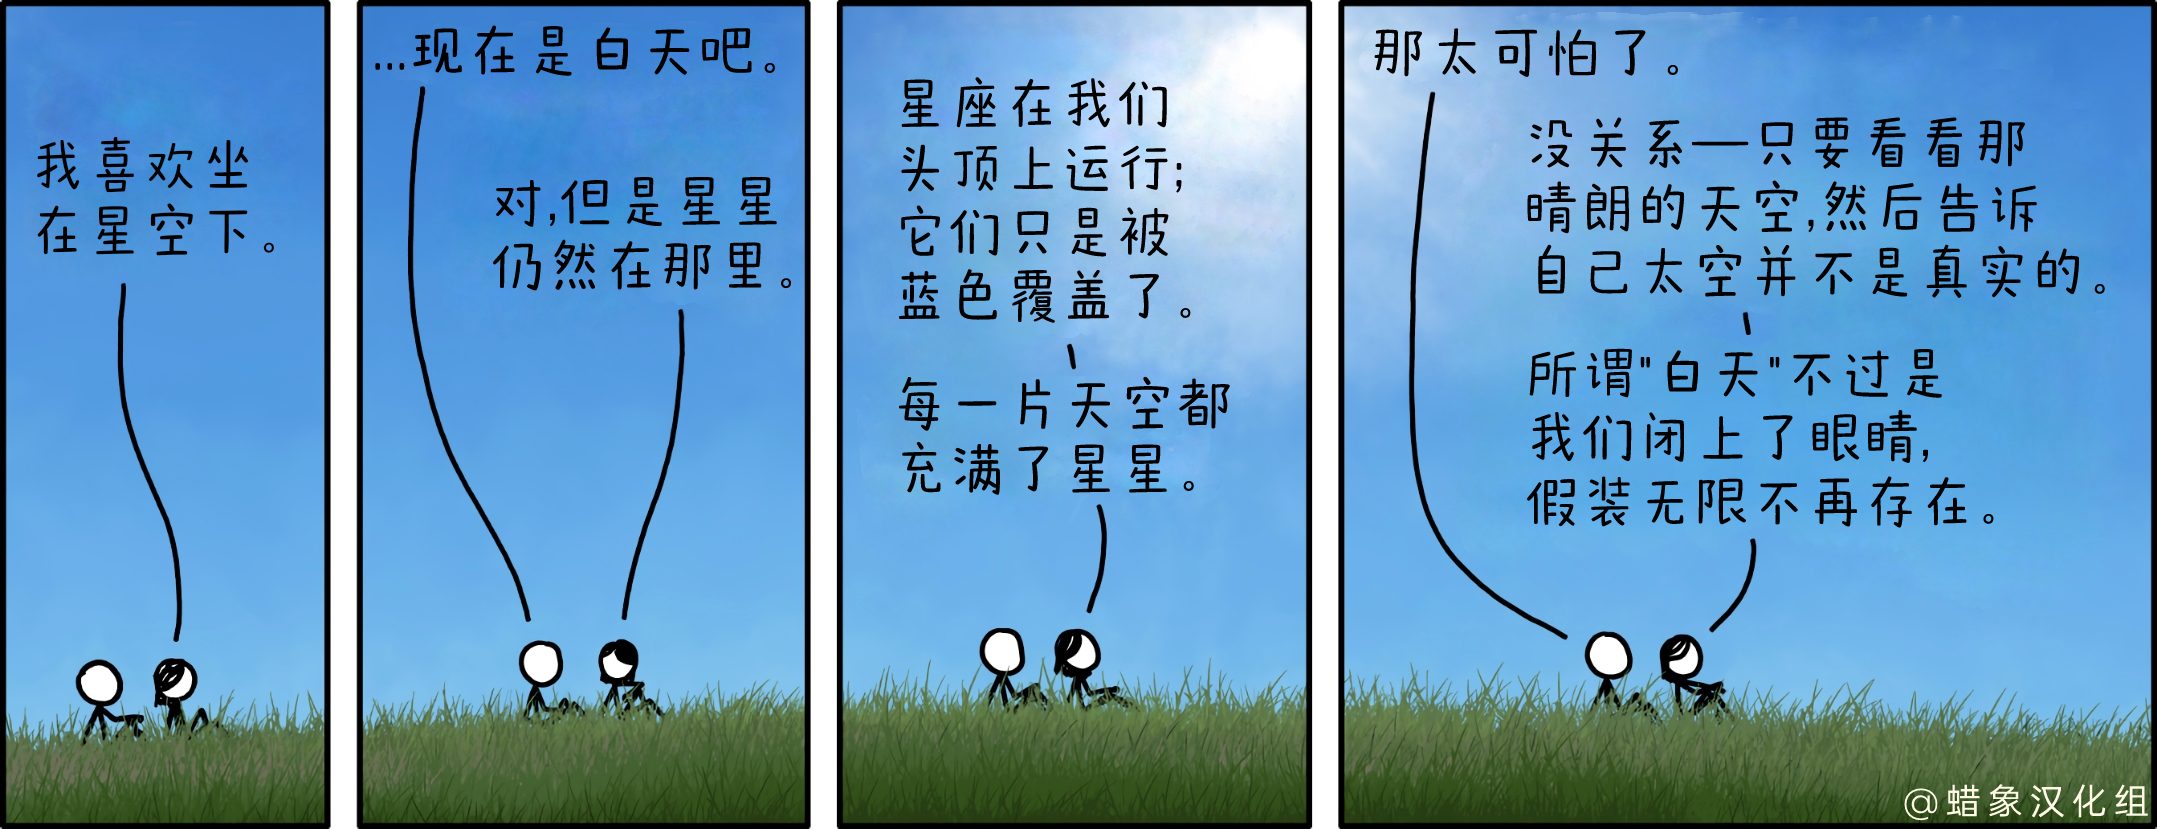 我喜欢坐
在星空下。
...现在是白天吧。
对,但是星星
仍然在那里。
星座在我们
头顶上运行;
它们只是被
蓝色覆盖了。
每一片天空都
充满了星星。
那太可怕了。
没关系—只要看看那
晴朗的天空,然后告诉
自己太空并不是真实的。
所谓"白天"不过是
我们闭上了眼睛,
假装无限不再存在。
@蜡象汉化组